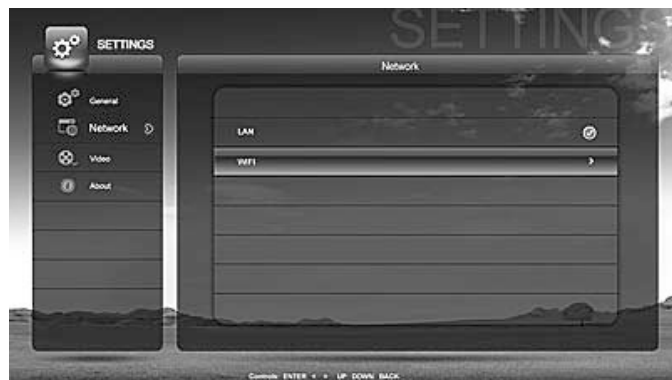 SETTINGS
SETTINGS
Network
General
Network
Video
About
LAN
WIFI
Controls: ENTER UP DOWN BACK